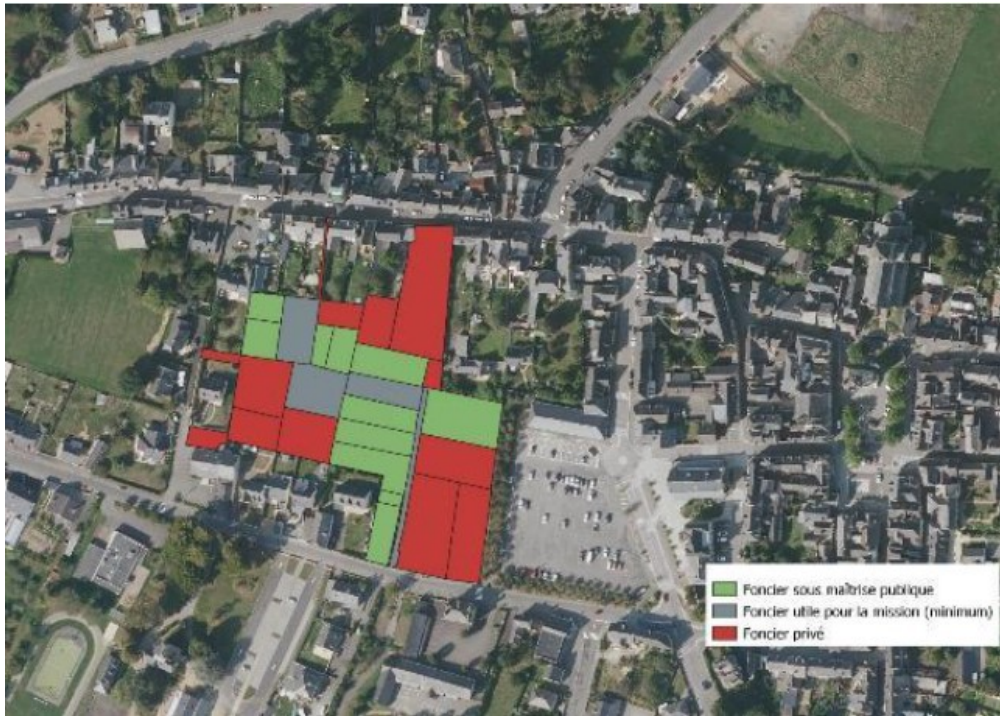 Foncier sous maîtrise publique
Foncier utile pour la mission (minimum)
Foncier privé